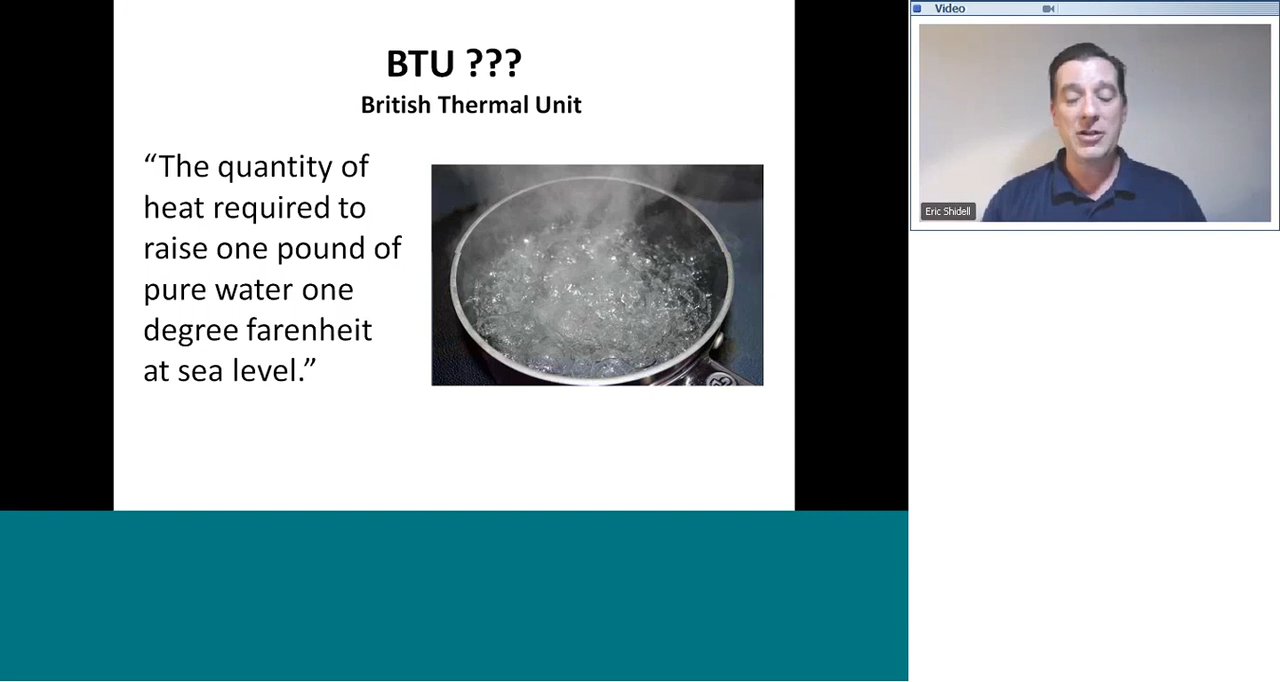 BTU ???
British Thermal Unit
“The quantity of
heat required to
raise one pound of
pure water one
degree farenheit
at sea level.”
Video
Eric Shidell